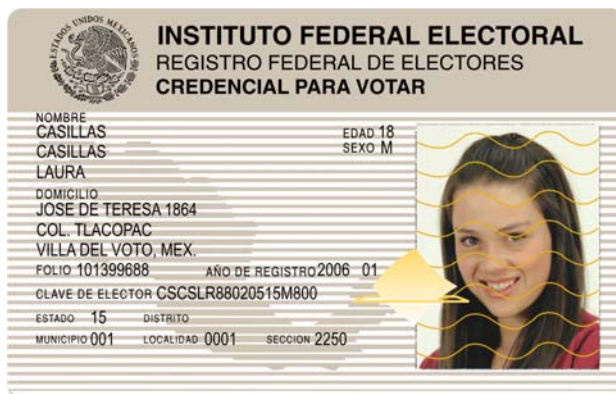 ESTADOS UNIDOS MEXICANOS
INSTITUTO FEDERAL ELECTORAL
REGISTRO FEDERAL DE ELECTORES
CREDENCIAL PARA VOTAR
NOMBRE
CASILLAS
EDAD 18
CASILLAS
SEXO M
LAURA
DOMICILIO
JOSE DE TERESA 1864
COL. TLACOPAC
VILLA DEL VOTO, MEX.
FOLIO 101399688 AÑO DE REGISTRO 2006 01
CLAVE DE ELECTOR CSCSLR88020515M800
ESTADO 15 DISTRITO
MUNICIPIO 001 LOCALIDAD 0001 SECCION 2250